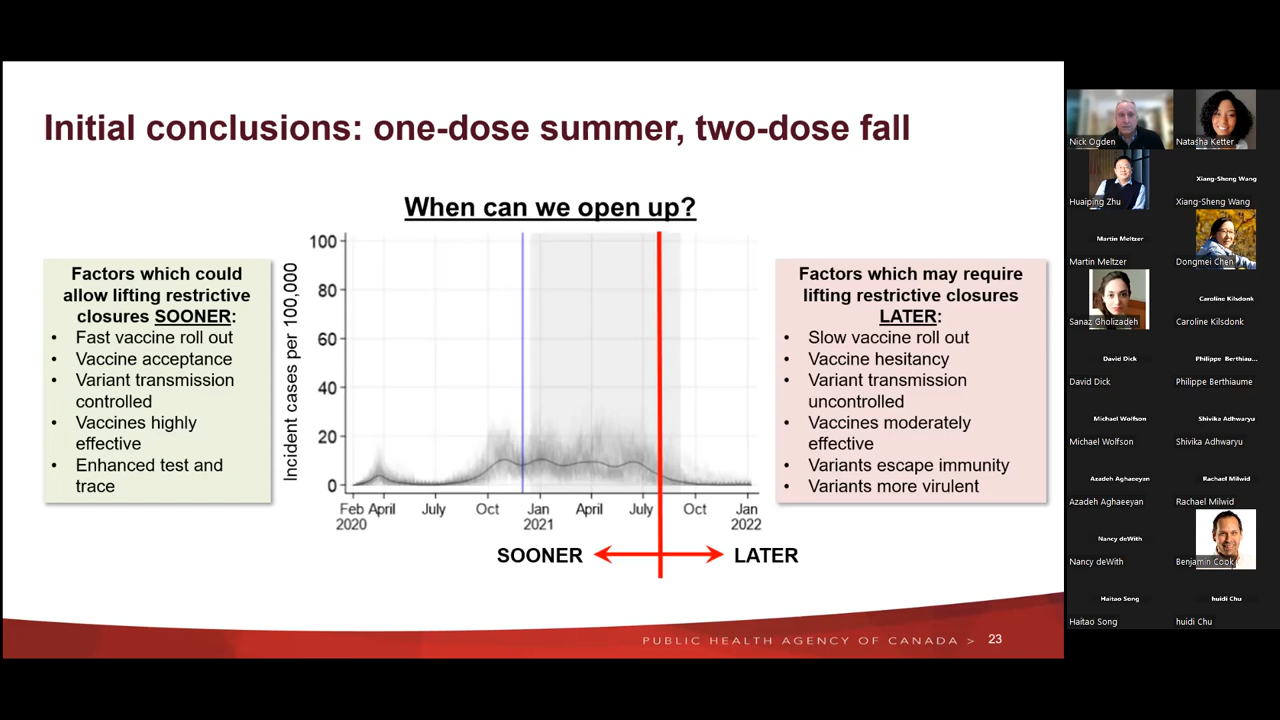 Initial conclusions: one-dose summer, two-dose fall
When can we open up?
Factors which could
allow lifting restrictive
closures SOONER:
• Fast vaccine roll out
• Vaccine acceptance
• Variant transmission
controlled
• Vaccines highly
effective
• Enhanced test and
trace
Incident cases per 100,000
100
80
60
40
20
0
Feb April July Oct Jan April July Oct Jan
2020 2021 2022
SOONER LATER
Factors which may require
lifting restrictive closures
LATER:
• Slow vaccine roll out
• Vaccine hesitancy
• Variant transmission
uncontrolled
• Vaccines moderately
effective
• Variants escape immunity
• Variants more virulent
PUBLIC HEALTH AGENCY OF CANADA > 23
Nick Ogden
Natasha Ketter
Huaiping Zhu
Xiang-Sheng Wang
Xiang-Sheng Wang
Martin Meltzer
Martin Meltzer
Dongmei Chen
Sanaz Gholizadeh
Caroline Kilsdonk
Caroline Kilsdonk
David Dick
David Dick
Philippe Berthiau...
Philippe Berthiaume
Michael Wolfson
Michael Wolfson
Shivika Adhwaryu
Shivika Adhwaryu
Azadeh Aghaeeyan
Azadeh Aghaeeyan
Rachael Milwid
Rachael Milwid
Nancy deWith
Nancy deWith
Benjamin Cook
Haitao Song
Haitao Song
huidi Chu
huidi Chu